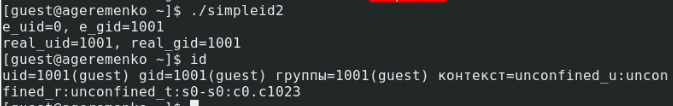 [guest@ageremenko ~]$ ./simpleid2
e_uid=0, e_gid=1001
real_uid=1001, real_gid=1001
[guest@ageremenko ~]$ id
uid=1001(guest) gid=1001(guest) группы=1001(guest) контекст=unconfined_u:uncon
fined_r:unconfined_t:s0-s0:c0.c1023
[guest@ageremenko ~]$